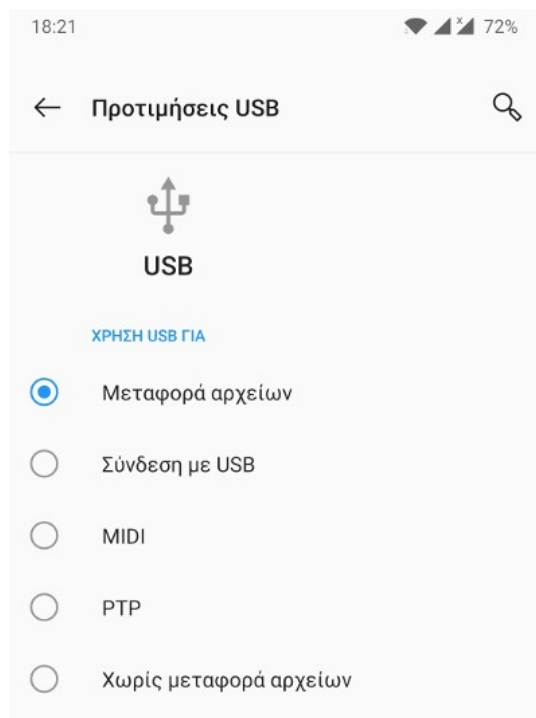 18:21 72%
Προτιμήσεις USB
USB
ΧΡΗΣΗ USB ΓΙΑ
Μεταφορά αρχείων
Σύνδεση με USB
MIDI
PTP
Χωρίς μεταφορά αρχείων